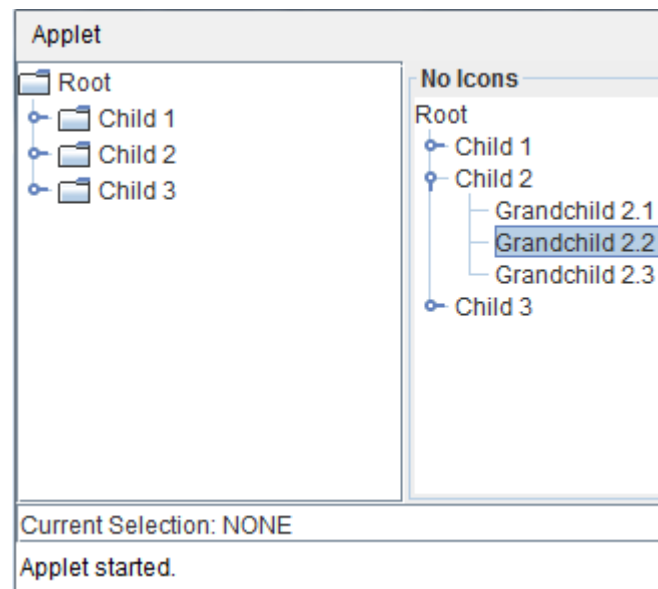 Applet
Root
Child 1
Child 2
Child 3
No Icons
Root
Child 1
Child 2
Grandchild 2.1
Grandchild 2.2
Grandchild 2.3
Child 3
Current Selection: NONE
Applet started.